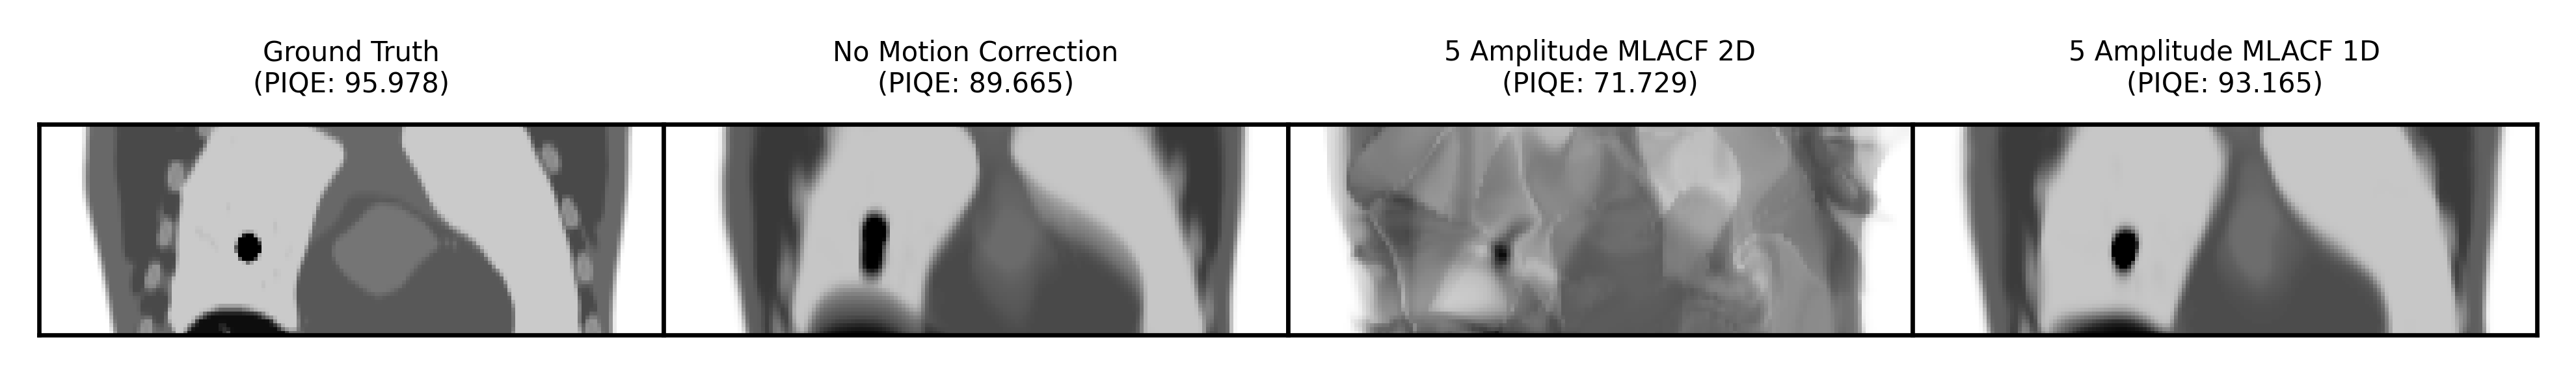 Ground Truth
(PIQE: 95.978)
No Motion Correction
(PIQE: 89.665)
5 Amplitude MLACF 2D
(PIQE: 71.729)
5 Amplitude MLACF 1D
(PIQE: 93.165)